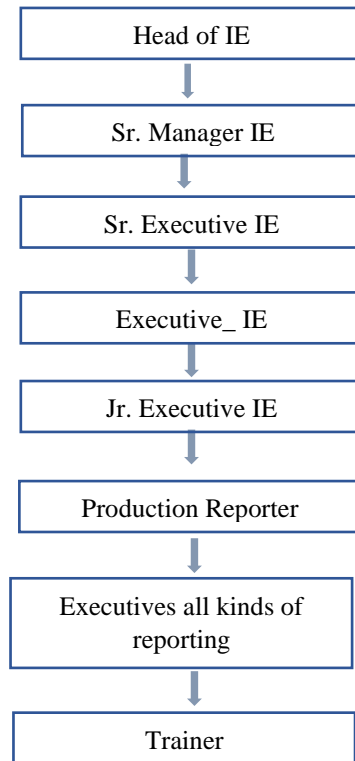 Head of IE
Sr. Manager IE
Sr. Executive IE
Executive_ IE
Jr. Executive IE
Production Reporter
Executives all kinds of
reporting
Trainer